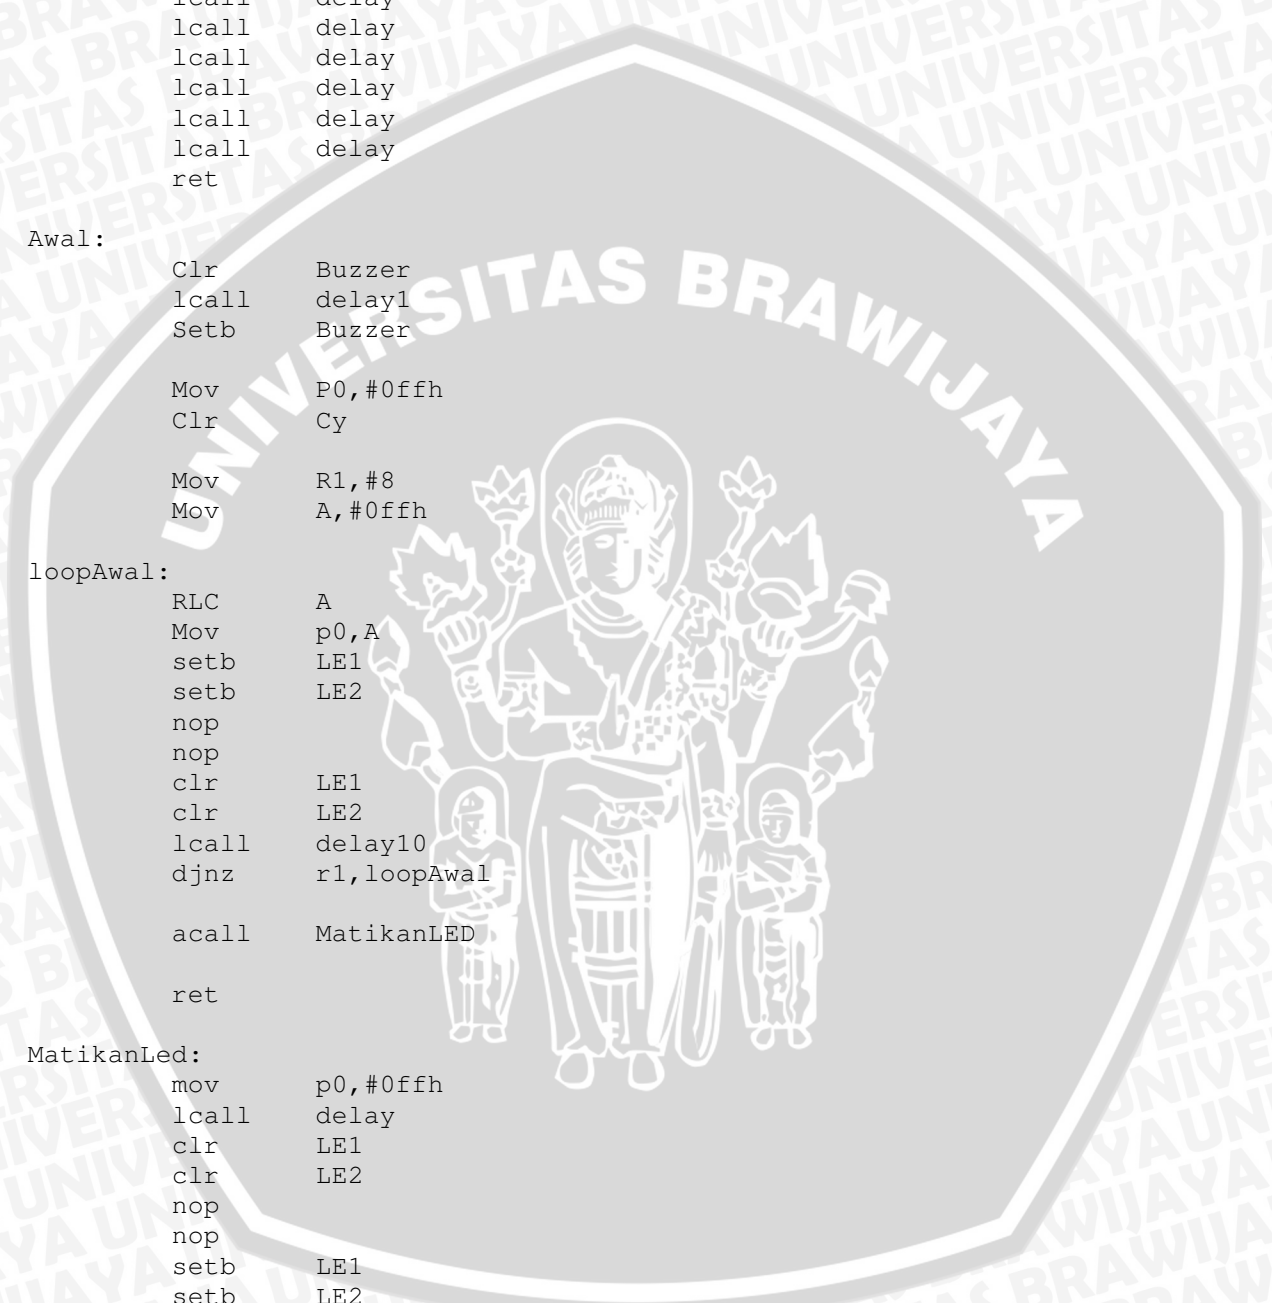 lcall delay
lcall delay
lcall delay
lcall delay
lcall delay
lcall delay
ret
Awal:
Clr Buzzer
lcall delay1
Setb Buzzer
Mov P0,#0ffh
Clr Cy
Mov R1,#8
Mov A,#0ffh
loopAwal:
RLC A
Mov p0,A
setb LE1
setb LE2
nop
nop
clr LE1
clr LE2
lcall delay10
djnz r1,loopAwal
acall MatikanLED
ret
MatikanLed:
mov p0,#0ffh
lcall delay
clr LE1
clr LE2
nop
nop
setb LE1
setb LE2
UNIVERSITAS BRAWIJAYA